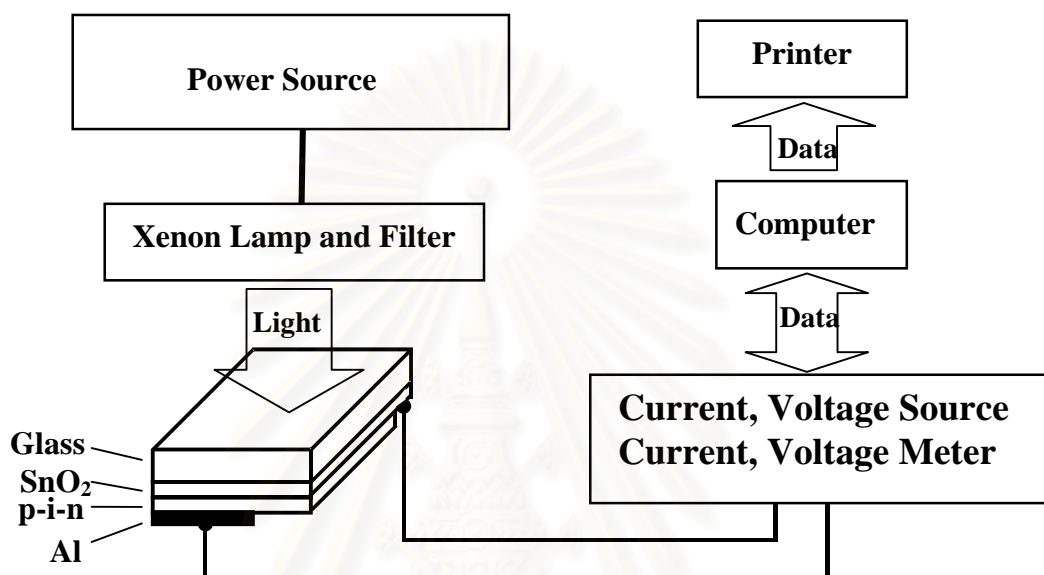 Power Source
Printer
Data
Xenon Lamp and Filter
Computer
Light
Data
Current, Voltage Source
Current, Voltage Meter
Glass
SnO₂
p-i-n
Al